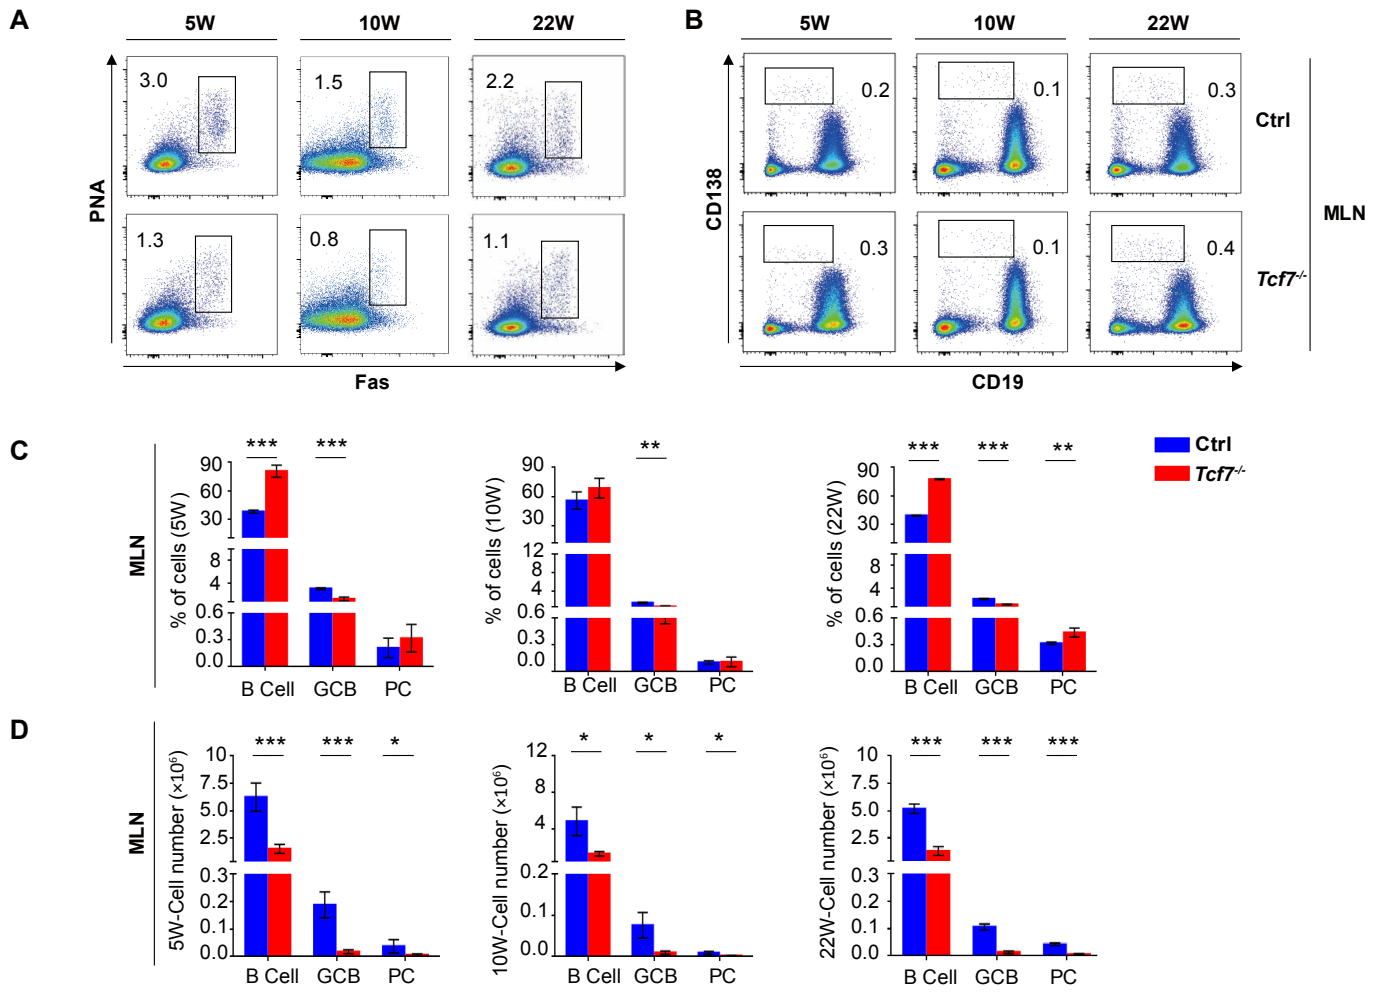 A
5W
10W
22W
3.0
1.5
2.2
1.3
0.8
1.1
PNA
Fas
B
5W
10W
22W
0.2
0.1
0.3
Ctrl
0.3
0.1
0.4
Tcf7-/-
MLN
CD138
CD19
C
MLN
% of cells (5W)
90
60
30
8
4
0.6
0.3
0.0
***
***
B Cell
GCB
PC
% of cells (10W)
90
60
30
12
8
4
0.6
0.3
0.0
**
B Cell
GCB
PC
% of cells (22W)
90
60
30
8
4
0.6
0.3
0.0
***
***
**
B Cell
GCB
PC
Ctrl
Tcf7-/-
D
MLN
5W-Cell number (×10⁶)
10
7.5
5.0
2.5
0.3
0.2
0.1
0.0
***
***
*
B Cell
GCB
PC
10W-Cell number (×10⁶)
12
8
4
0.2
0.1
0.0
*
*
*
B Cell
GCB
PC
22W-Cell number (×10⁶)
10
7.5
5.0
2.5
0.3
0.2
0.1
0.0
***
***
***
B Cell
GCB
PC